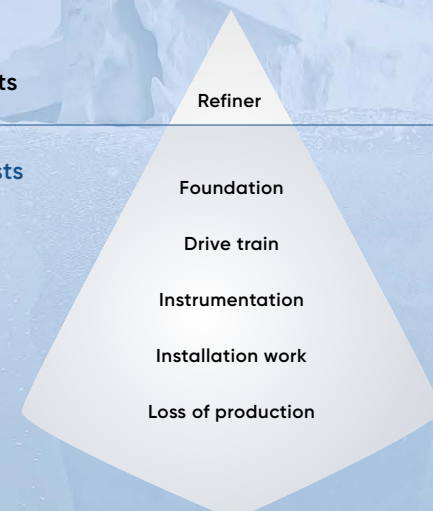 ts
Refiner
sts
Foundation
Drive train
Instrumentation
Installation work
Loss of production